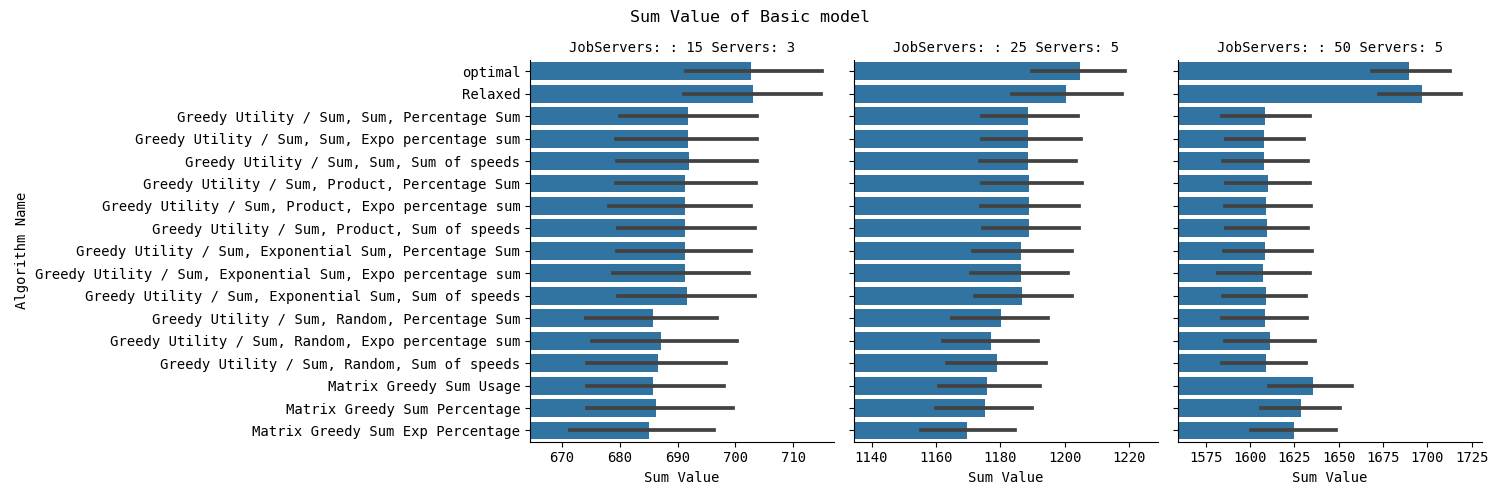 Sum Value of Basic model
JobServers: : 15 Servers: 3
JobServers: : 25 Servers: 5
JobServers: : 50 Servers: 5
Algorithm Name
optimal
Relaxed
Greedy Utility / Sum, Sum, Percentage Sum
Greedy Utility / Sum, Sum, Expo percentage sum
Greedy Utility / Sum, Sum, Sum of speeds
Greedy Utility / Sum, Product, Percentage Sum
Greedy Utility / Sum, Product, Expo percentage sum
Greedy Utility / Sum, Product, Sum of speeds
Greedy Utility / Sum, Exponential Sum, Percentage Sum
Greedy Utility / Sum, Exponential Sum, Expo percentage sum
Greedy Utility / Sum, Exponential Sum, Sum of speeds
Greedy Utility / Sum, Random, Percentage Sum
Greedy Utility / Sum, Random, Expo percentage sum
Greedy Utility / Sum, Random, Sum of speeds
Matrix Greedy Sum Usage
Matrix Greedy Sum Percentage
Matrix Greedy Sum Exp Percentage
670 680 690 700 710
1140 1160 1180 1200 1220
1575 1600 1625 1650 1675 1700 1725
Sum Value
Sum Value
Sum Value